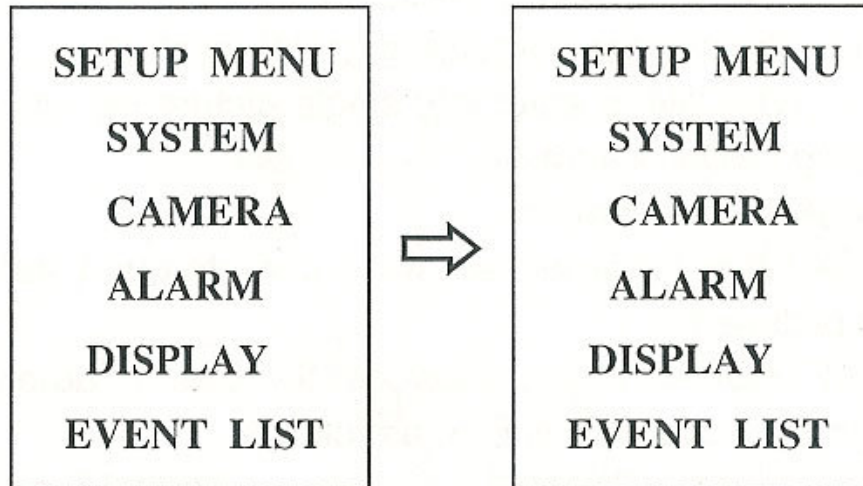 SETUP MENU
SYSTEM
CAMERA
ALARM
DISPLAY
EVENT LIST
SETUP MENU
SYSTEM
CAMERA
ALARM
DISPLAY
EVENT LIST